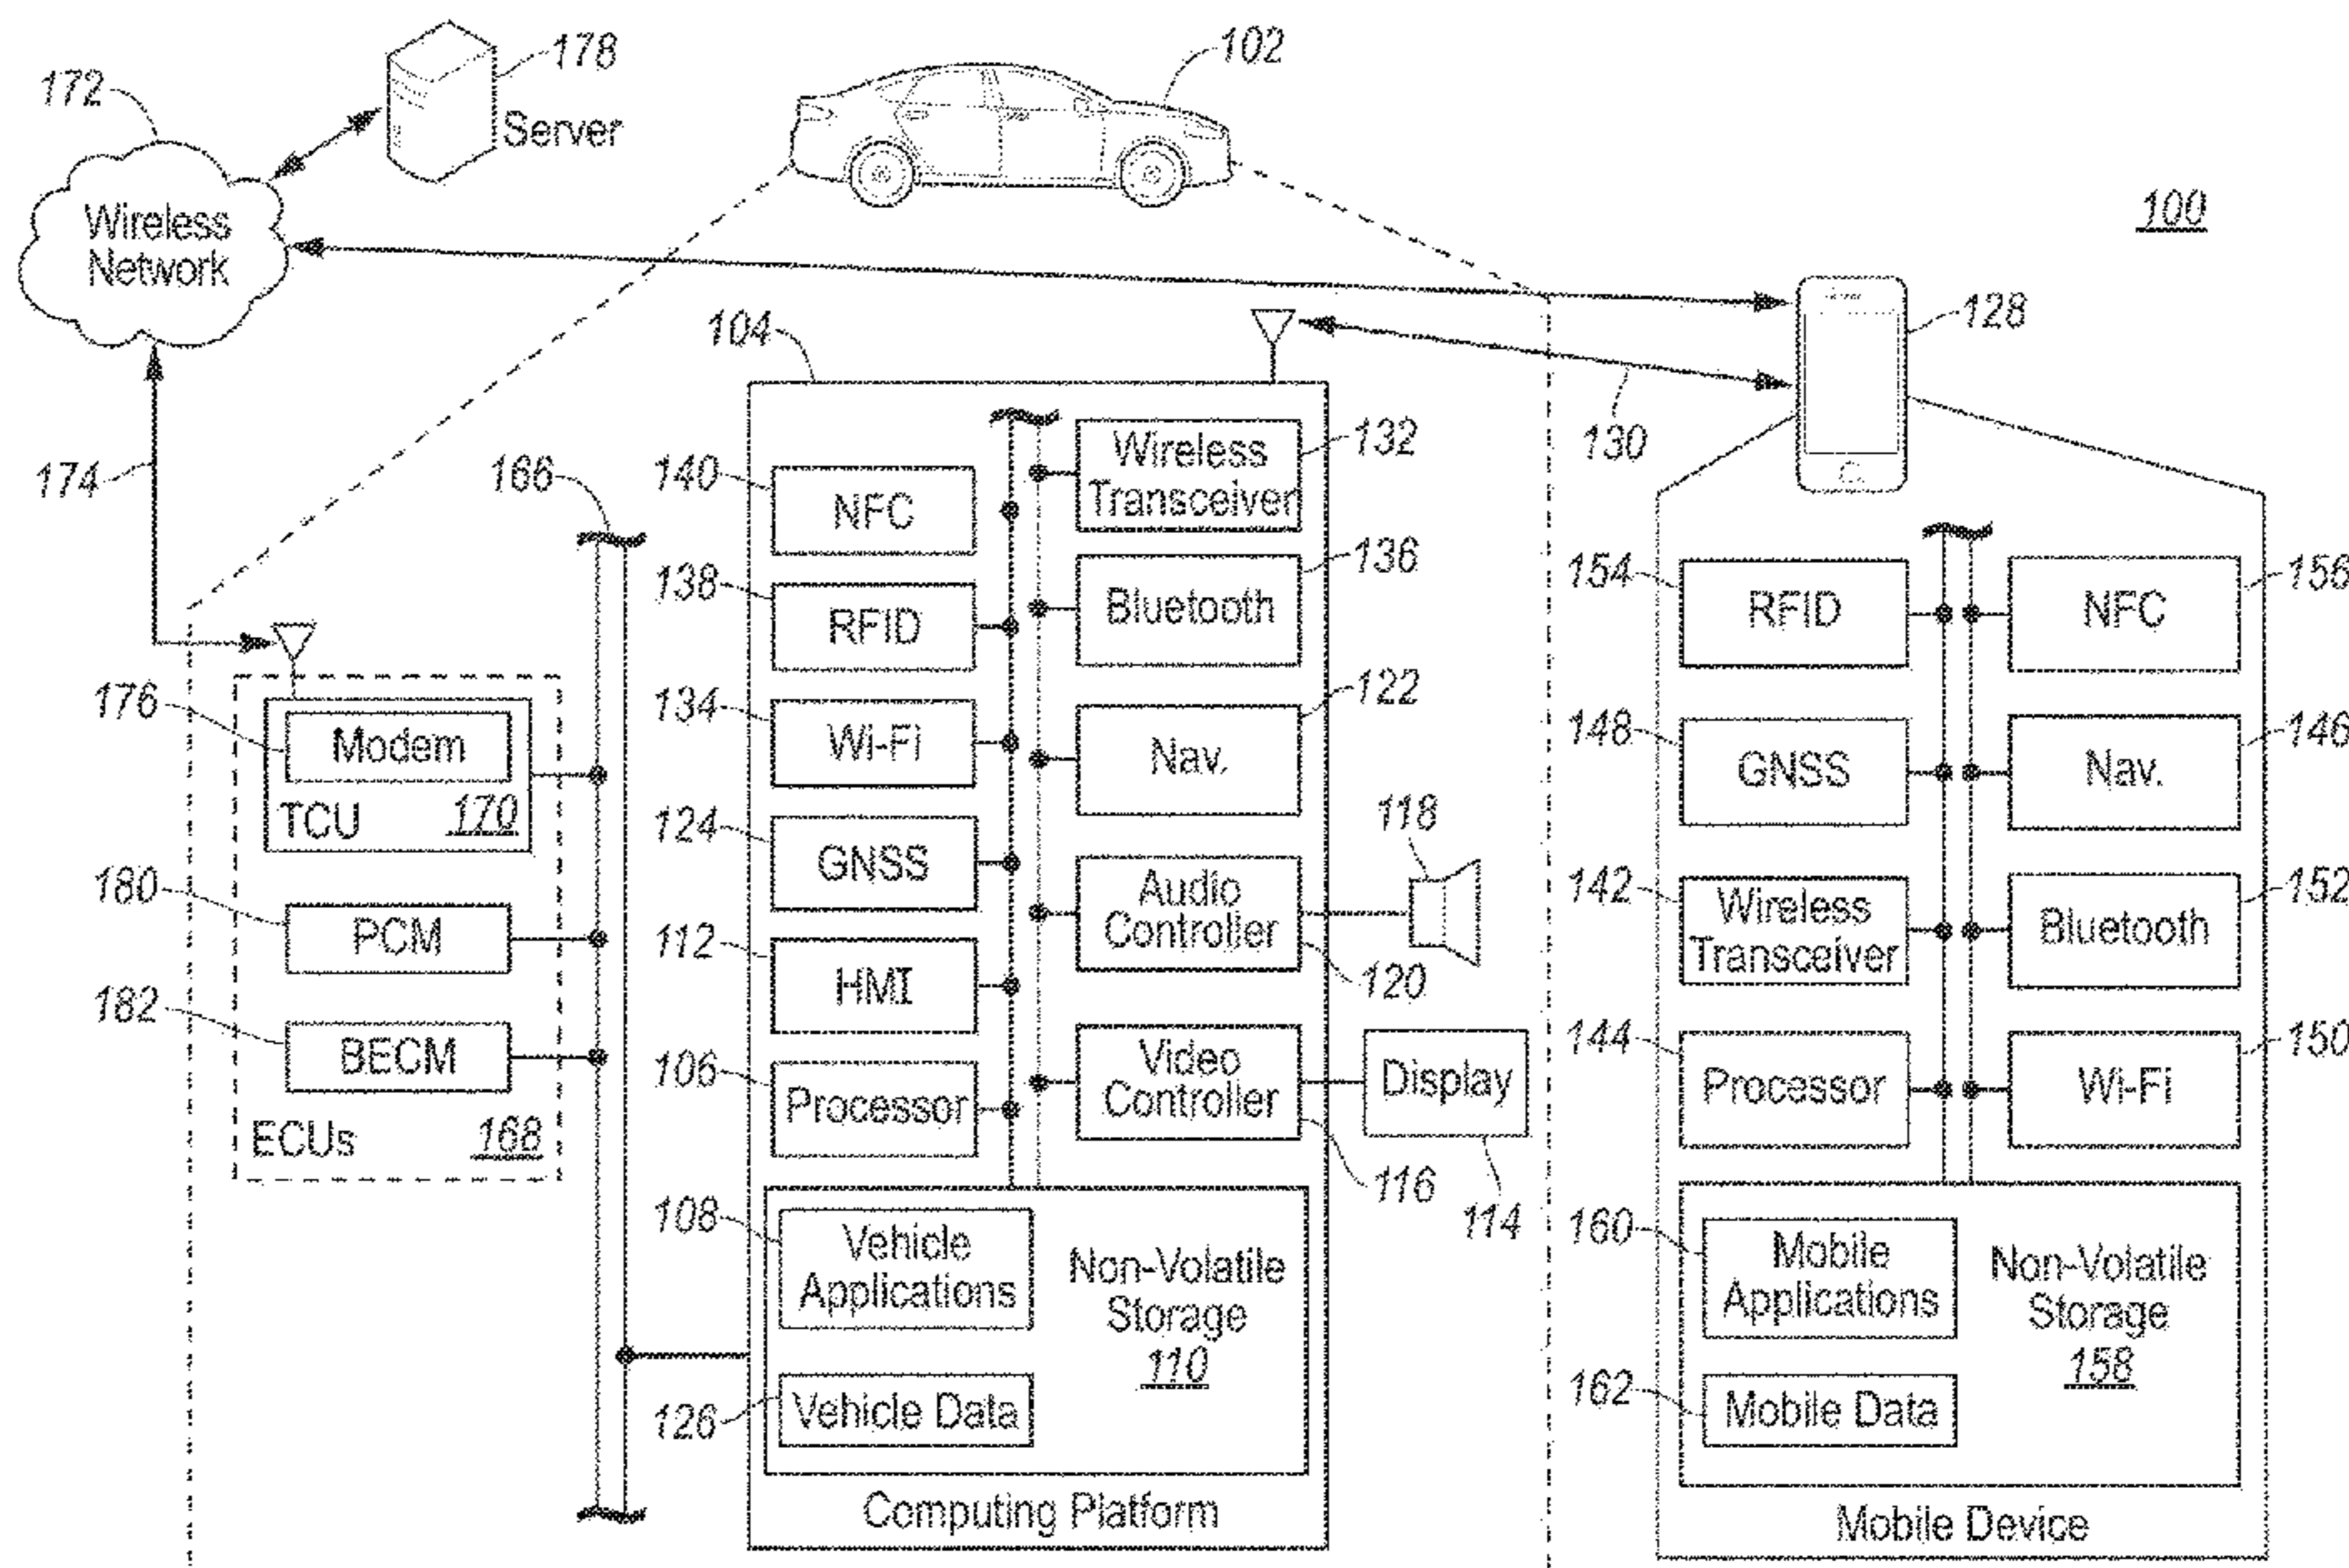 178
Server
172
Wireless
Network
102
100
128
130
174
104
166
140
NFC
138
RFID
134
Wi-Fi
124
GNSS
112
HMI
106
Processor
132
Wireless
Transceiver
136
Bluetooth
122
Nav.
118
Audio
Controller
120
Video
Controller
116
Display
114
108
Vehicle
Applications
126
Vehicle Data
Non-Volatile
Storage
110
Computing Platform
176
Modem
TCU
170
180
PCM
182
BECM
ECUs
168
154
RFID
156
NFC
148
GNSS
146
Nav.
142
Wireless
Transceiver
152
Bluetooth
144
Processor
150
Wi-Fi
160
Mobile
Applications
162
Mobile Data
Non-Volatile
Storage
158
Mobile Device